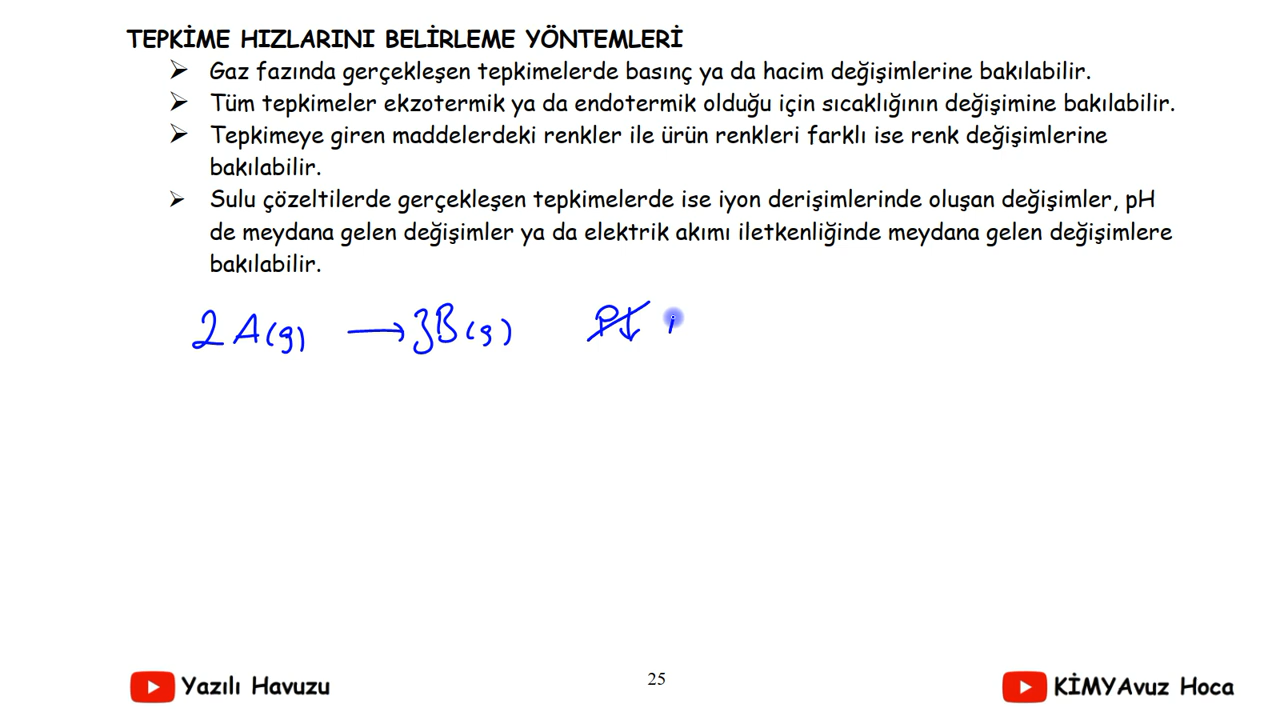 TEPKİME HIZLARINI BELİRLEME YÖNTEMLERİ
➢ Gaz fazında gerçekleşen tepkimelerde basınç ya da hacim değişimlerine bakılabilir.
➢ Tüm tepkimeler ekzotermik ya da endotermik olduğu için sıcaklığının değişimine bakılabilir.
➢ Tepkimeye giren maddelerdeki renkler ile ürün renkleri farklı ise renk değişimlerine
bakılabilir.
➢ Sulu çözeltilerde gerçekleşen tepkimelerde ise iyon derişimlerinde oluşan değişimler, pH
de meydana gelen değişimler ya da elektrik akımı iletkenliğinde meydana gelen değişimlere
bakılabilir.
2 A(g) → 3B(g) P↓
25
Yazılı Havuzu
KİMYAvuz Hoca